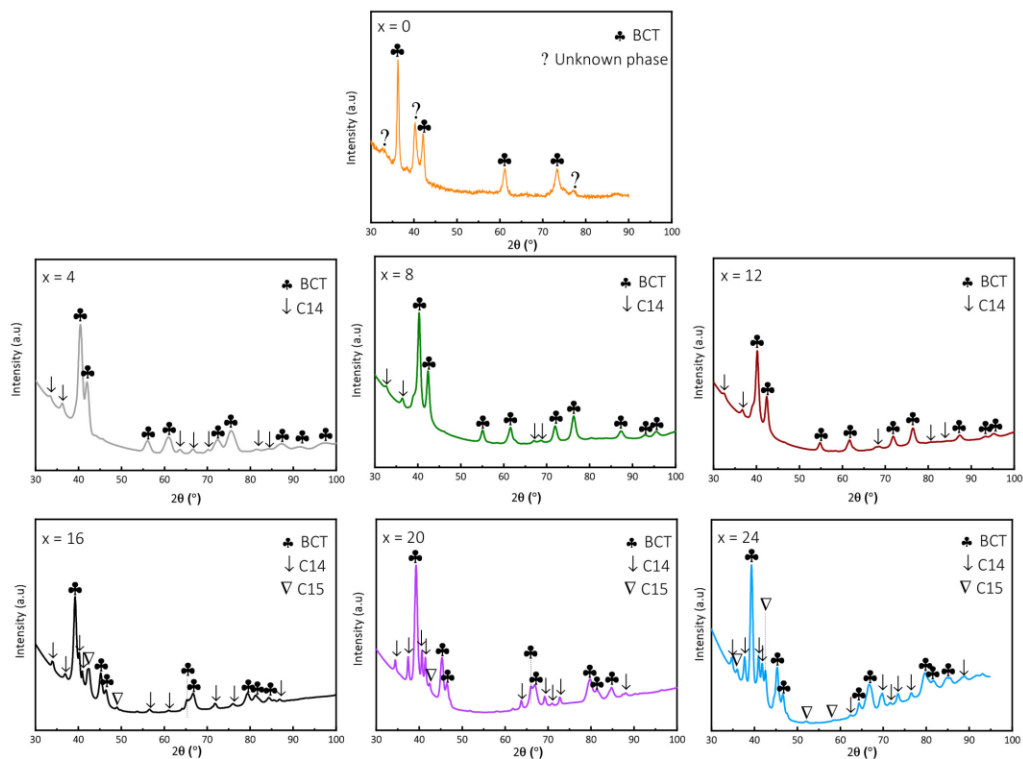 x = 0
♣ BCT
? Unknown phase
?
?
?
Intensity (a.u)
30 40 50 60 70 80 90 100
2θ (°)
x = 4
♣ BCT
↓ C14
Intensity (a.u)
30 40 50 60 70 80 90 100
2θ (°)
x = 8
♣ BCT
↓ C14
Intensity (a.u)
30 40 50 60 70 80 90 100
2θ (°)
x = 12
♣ BCT
↓ C14
Intensity (a.u)
30 40 50 60 70 80 90 100
2θ (°)
x = 16
♣ BCT
↓ C14
∇ C15
Intensity (a.u)
30 40 50 60 70 80 90 100
2θ (°)
x = 20
♣ BCT
↓ C14
∇ C15
Intensity (a.u)
30 40 50 60 70 80 90 100
2θ (°)
x = 24
♣ BCT
↓ C14
∇ C15
Intensity (a.u)
30 40 50 60 70 80 90 100
2θ (°)